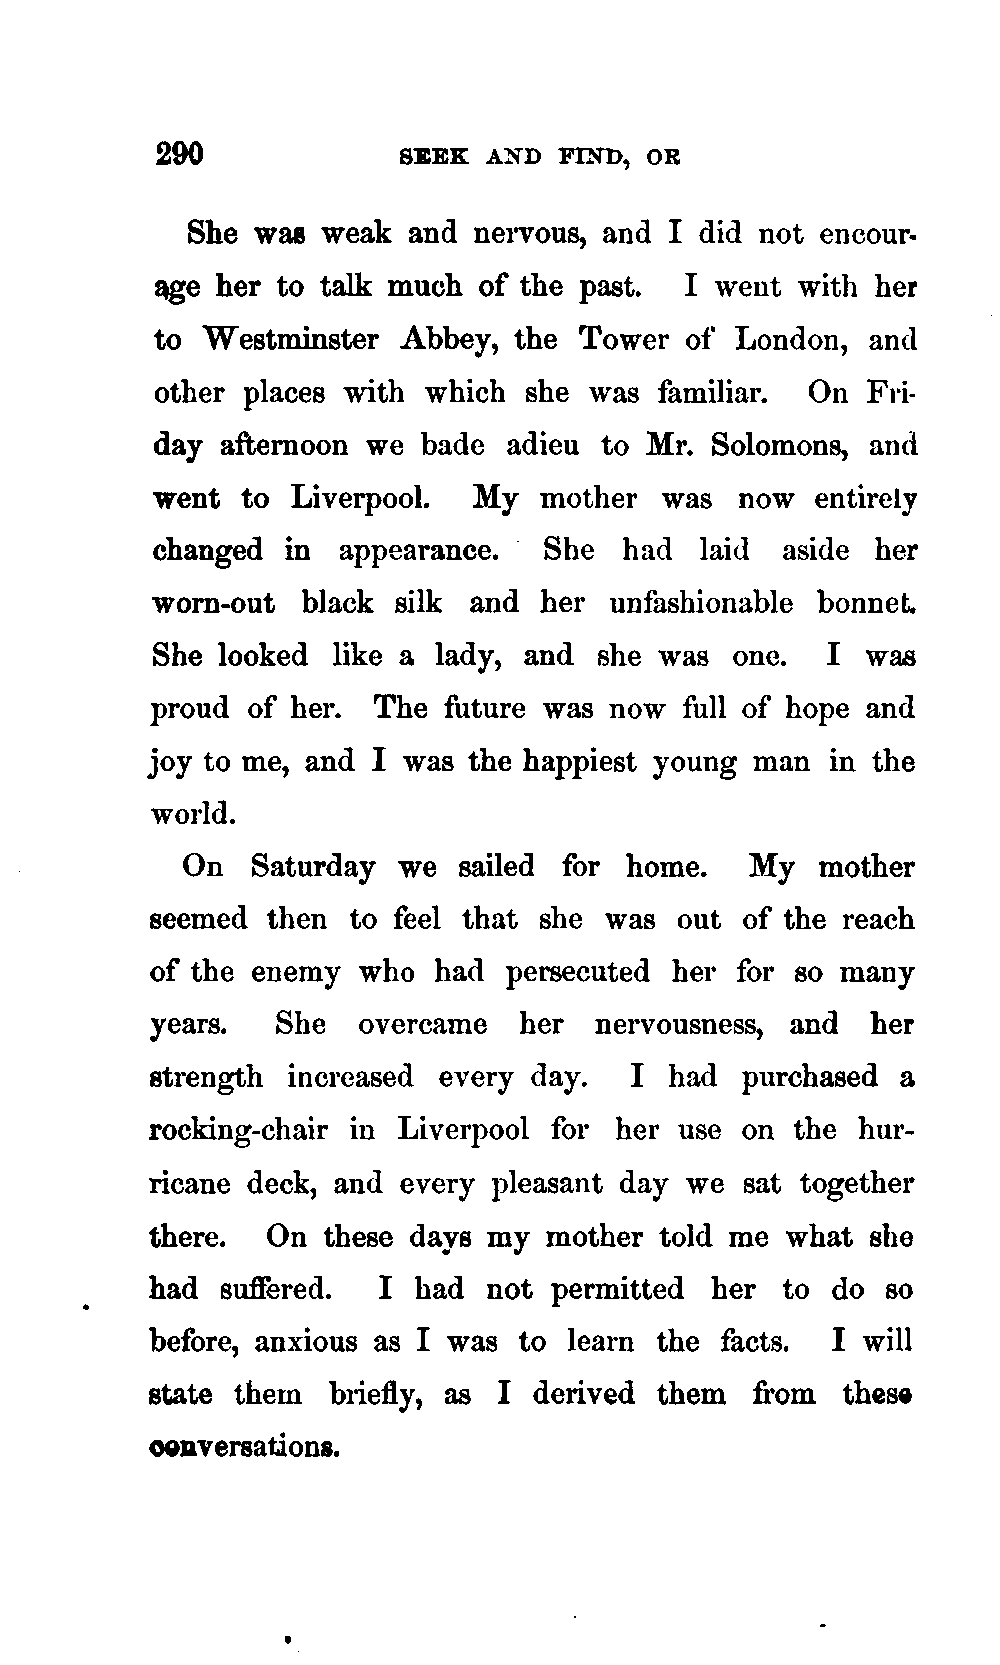 290 SEEK AND FIND, OR
She was weak and nervous, and I did not encour-
age her to talk much of the past. I went with her
to Westminster Abbey, the Tower of London, and
other places with which she was familiar. On Fri-
day afternoon we bade adieu to Mr. Solomons, and
went to Liverpool. My mother was now entirely
changed in appearance. She had laid aside her
worn-out black silk and her unfashionable bonnet.
She looked like a lady, and she was one. I was
proud of her. The future was now full of hope and
joy to me, and I was the happiest young man in the
world.
On Saturday we sailed for home. My mother
seemed then to feel that she was out of the reach
of the enemy who had persecuted her for so many
years. She overcame her nervousness, and her
strength increased every day. I had purchased a
rocking-chair in Liverpool for her use on the hur-
ricane deck, and every pleasant day we sat together
there. On these days my mother told me what she
had suffered. I had not permitted her to do so
before, anxious as I was to learn the facts. I will
state them briefly, as I derived them from these
conversations.